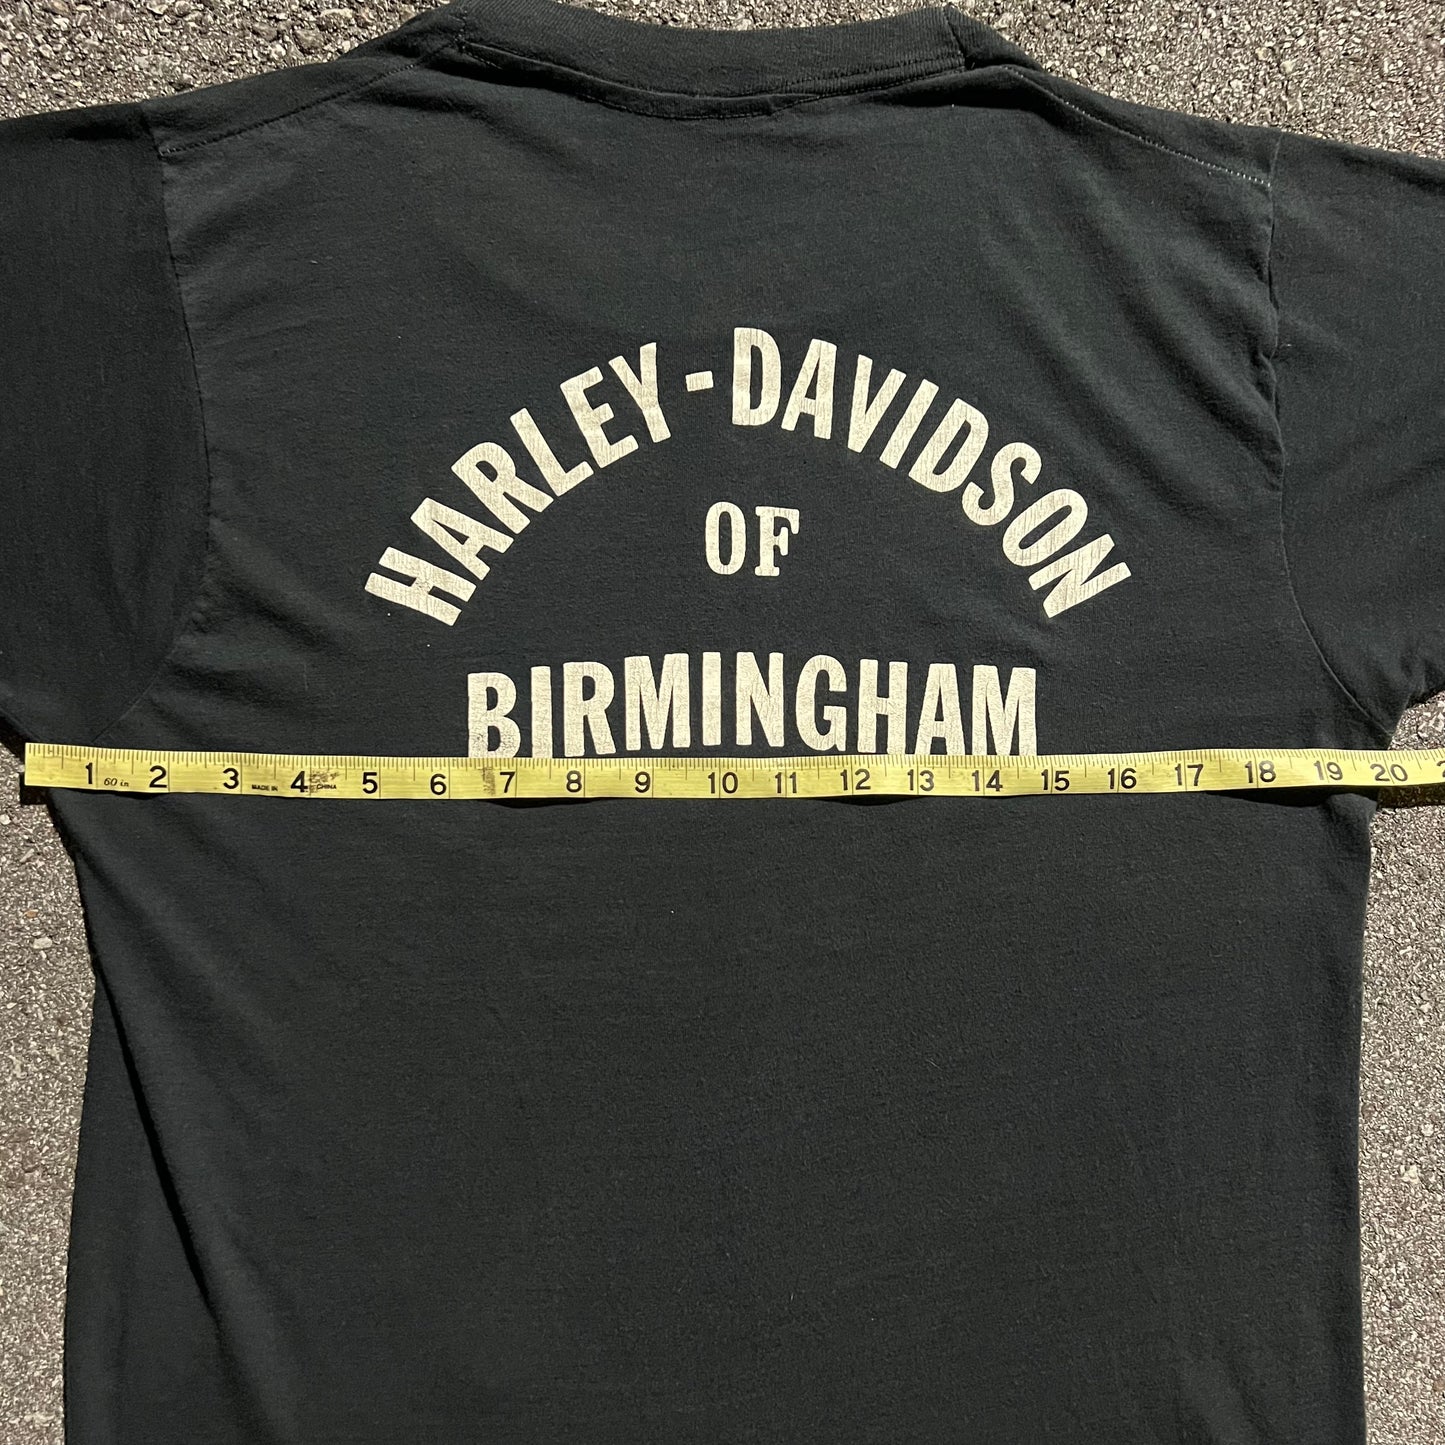 HARLEY-DAVIDSON
OF
BIRMINGHAM
1 60 in 2 3 MADE IN 4 CHINA 5 6 7 8 9 10 11 12 13 14 15 16 17 18 19 20